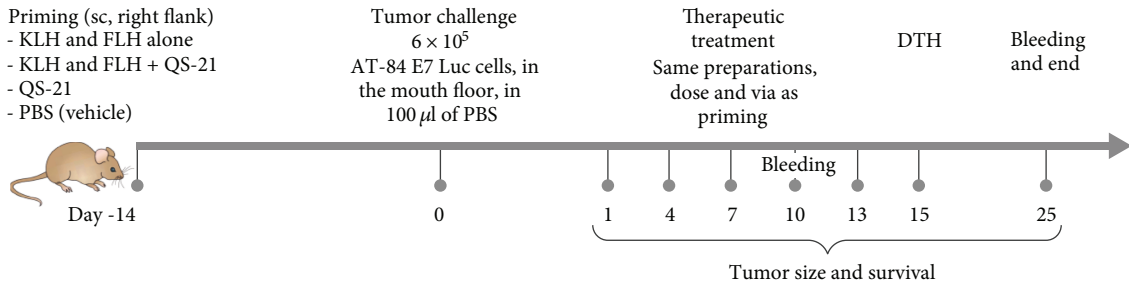 Priming (sc, right flank)
- KLH and FLH alone
- KLH and FLH + QS-21
- QS-21
- PBS (vehicle)
Tumor challenge
6 × 10⁵
AT-84 E7 Luc cells, in
the mouth floor, in
100 μl of PBS
Therapeutic
treatment
Same preparations,
dose and via as
priming
DTH
Bleeding
and end
Bleeding
Day -14
0
1
4
7
10
13
15
25
Tumor size and survival